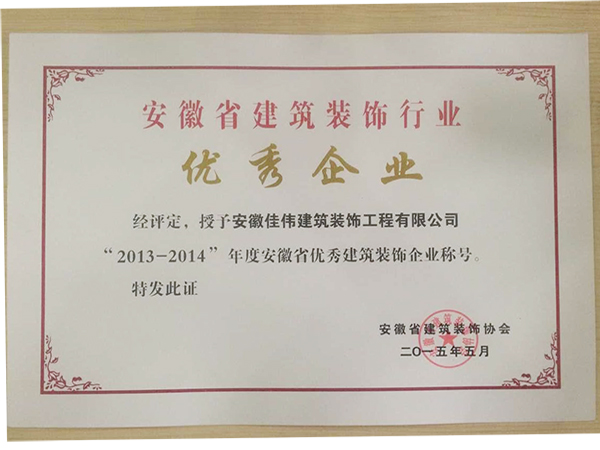 安徽省建筑装饰行业
优秀企业
经评定，授予安徽佳伟建筑装饰工程有限公司
“2013-2014”年度安徽省优秀建筑装饰企业称号。
特发此证
安徽省建筑装饰协会
二〇一五年五月